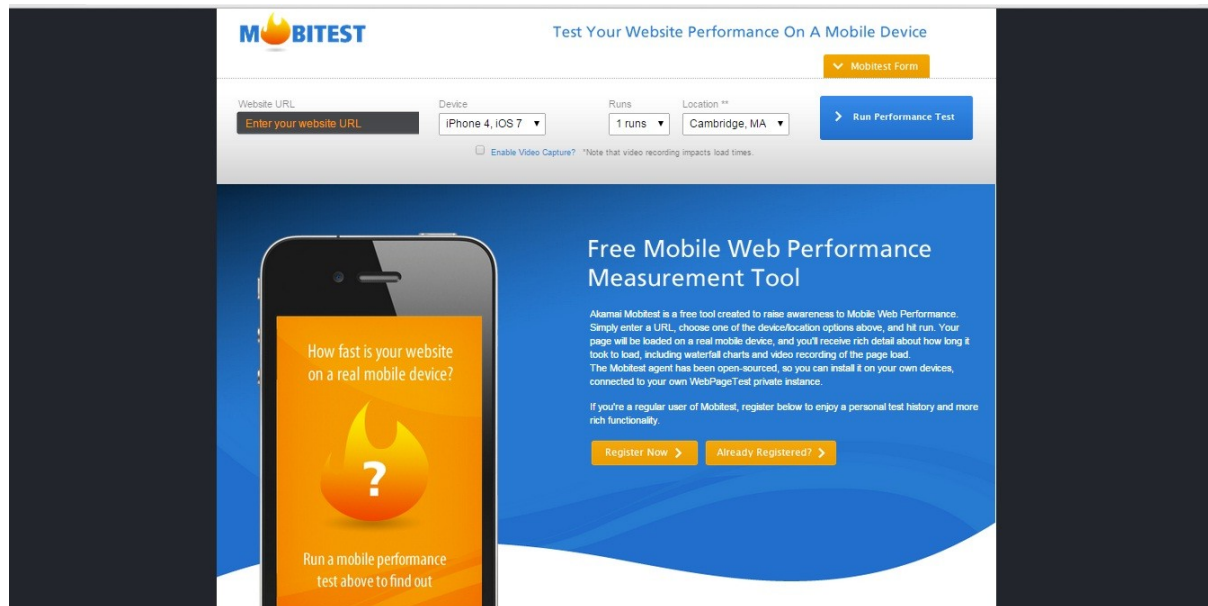 MOBITEST
Test Your Website Performance On A Mobile Device
Mobitest Form
Website URL
Device
Runs
Location **
Enter your website URL
iPhone 4, iOS 7
1 runs
Cambridge, MA
Run Performance Test
Enable Video Capture? *Note that video recording impacts load times.
Free Mobile Web Performance
Measurement Tool
Akamai Mobitest is a free tool created to raise awareness to Mobile Web Performance.
Simply enter a URL, choose one of the device/location options above, and hit run. Your
page will be loaded on a real mobile device, and you'll receive rich detail about how long it
took to load, including waterfall charts and video recording of the page load.
The Mobitest agent has been open-sourced, so you can install it on your own devices,
connected to your own WebPageTest private instance.
If you're a regular user of Mobitest, register below to enjoy a personal test history and more
rich functionality.
Register Now
Already Registered?
How fast is your website
on a real mobile device?
?
Run a mobile performance
test above to find out